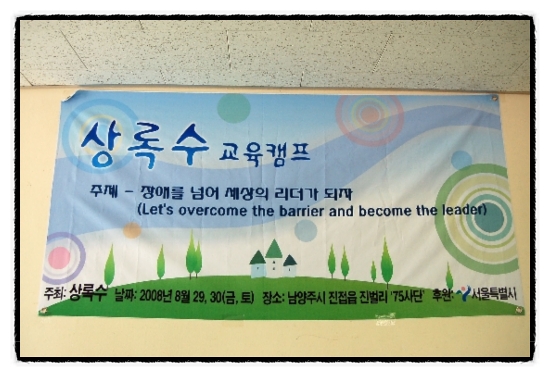 상록수 교육캠프
주제 - 장애를 넘어 세상의 리더가 되자
(Let's overcome the barrier and become the leader)
주최: 상록수 날짜: 2008년 8월 29, 30(금, 토) 장소: 남양주시 진접읍 진벌리 '75사단' 후원: 서울특별시